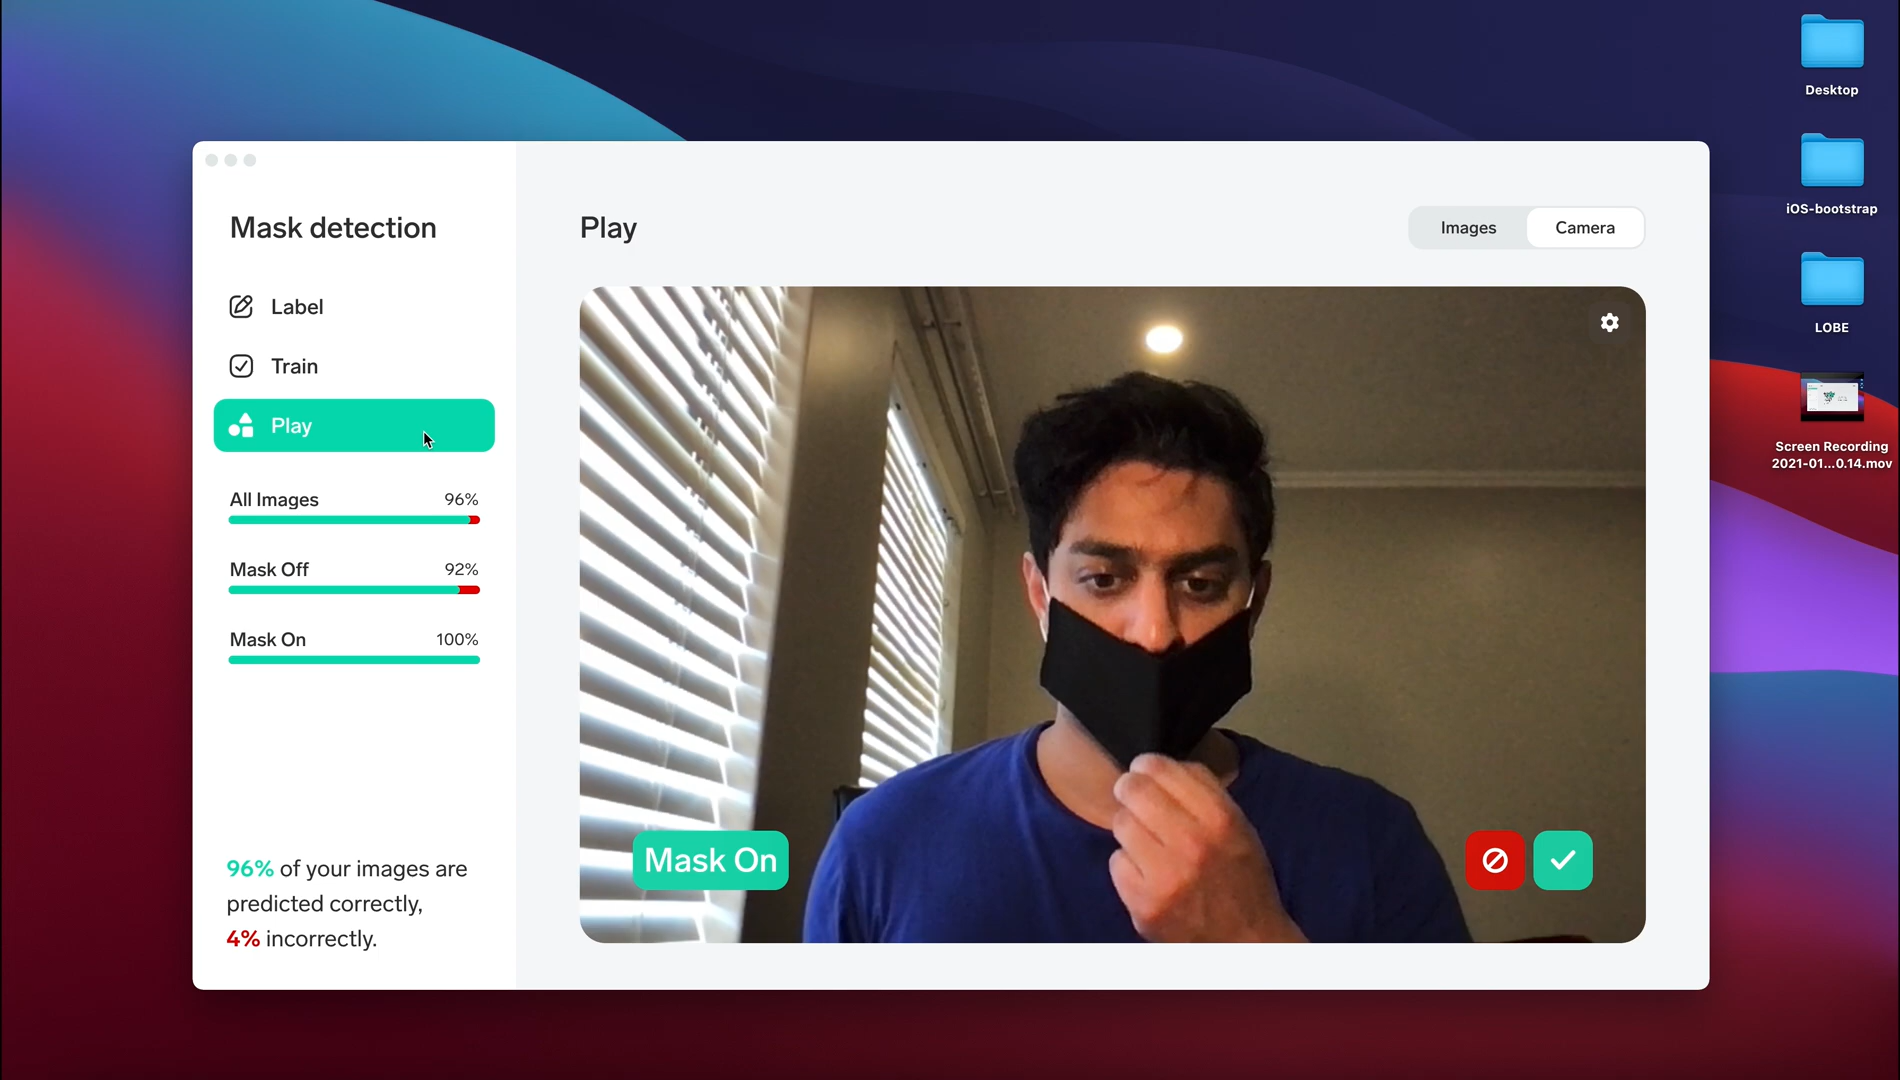 Mask detection
Label
Train
Play
All Images 96%
Mask Off 92%
Mask On 100%
96% of your images are
predicted correctly,
4% incorrectly.
Play
Images Camera
Mask On
Desktop
iOS-bootstrap
LOBE
Screen Recording
2021-01...0.14.mov